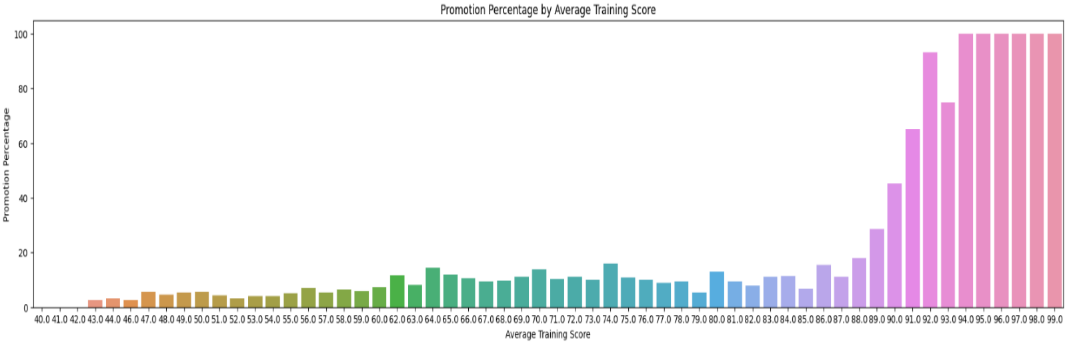 Promotion Percentage by Average Training Score
Promotion Percentage
100
80
60
40
20
0
40.0 41.0 42.0 43.0 44.0 46.0 47.0 48.0 49.0 50.0 51.0 52.0 53.0 54.0 55.0 56.0 57.0 58.0 59.0 60.0 62.0 63.0 64.0 65.0 66.0 67.0 68.0 69.0 70.0 71.0 72.0 73.0 74.0 75.0 76.0 77.0 78.0 79.0 80.0 81.0 82.0 83.0 84.0 85.0 86.0 87.0 88.0 89.0 90.0 91.0 92.0 93.0 94.0 95.0 96.0 97.0 98.0 99.0
Average Training Score